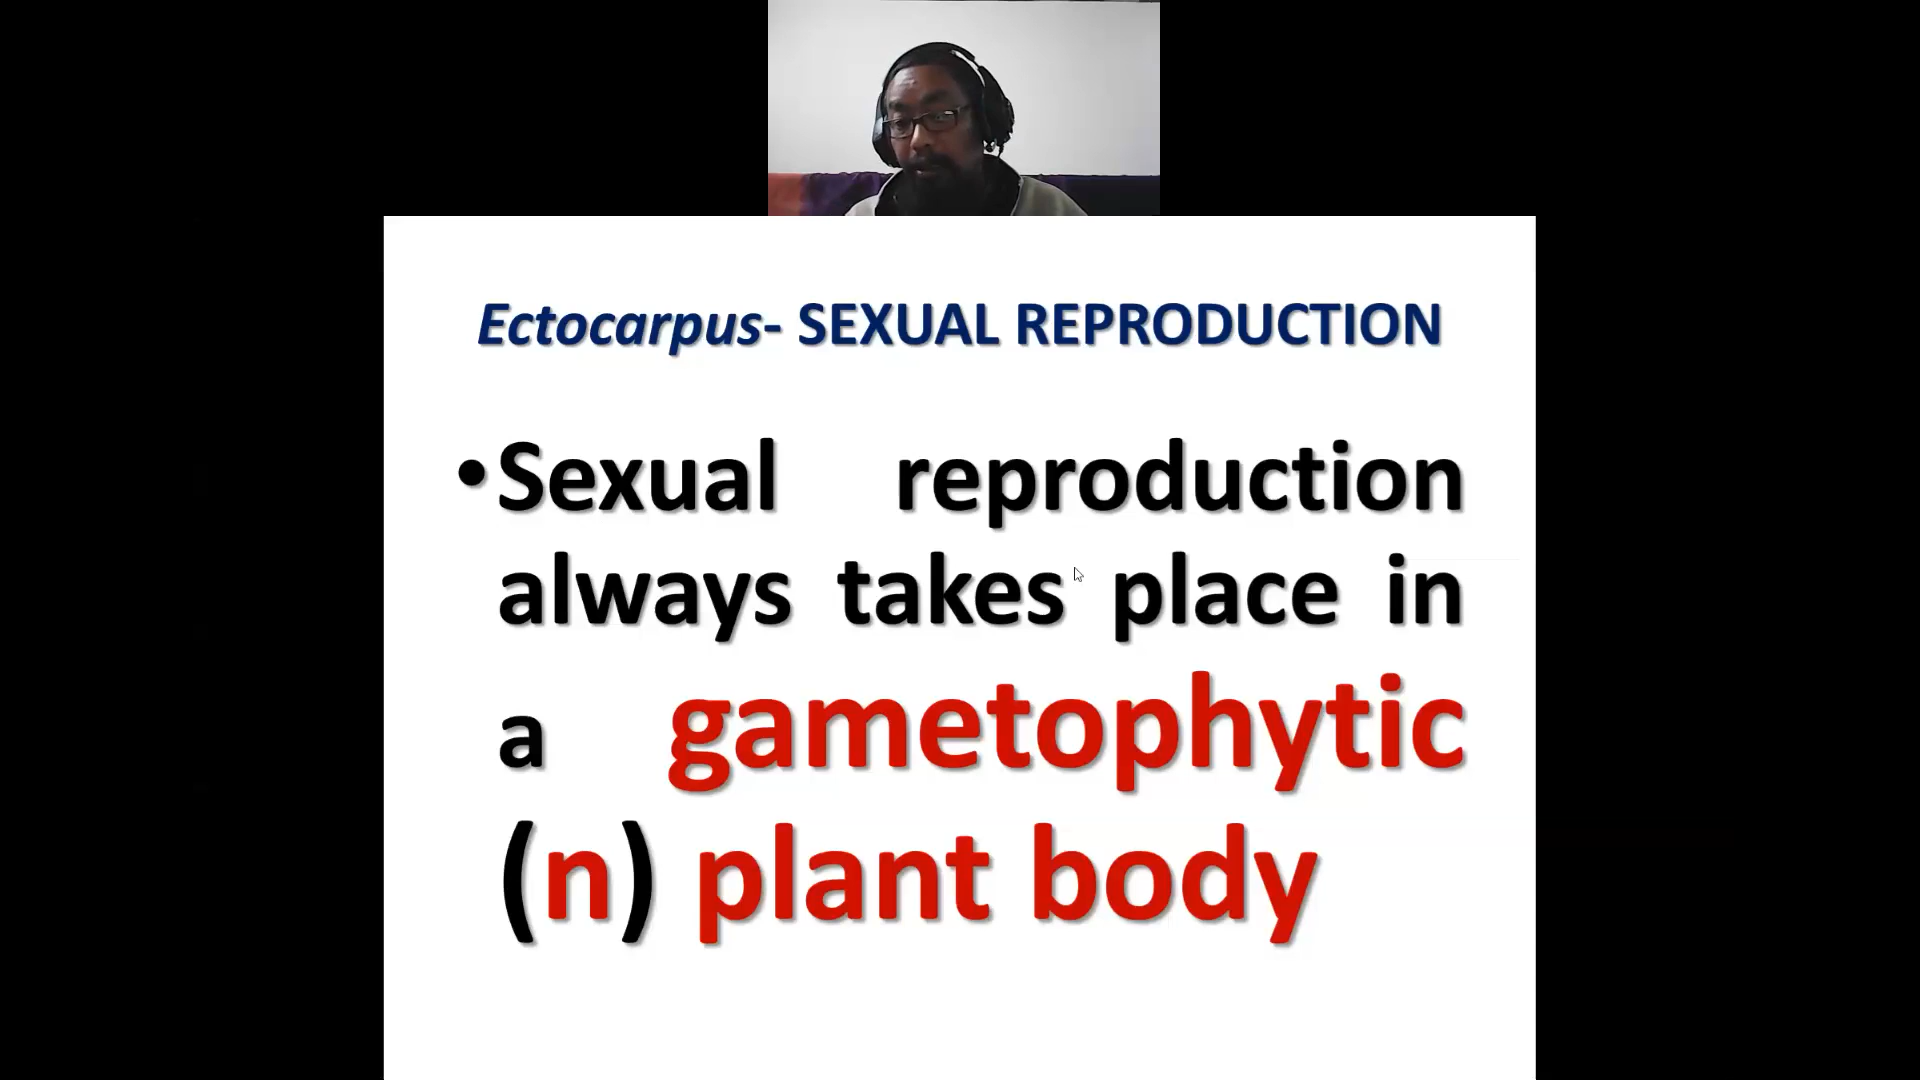 Ectocarpus- SEXUAL REPRODUCTION
•Sexual reproduction
always takes place in
a gametophytic
(n) plant body